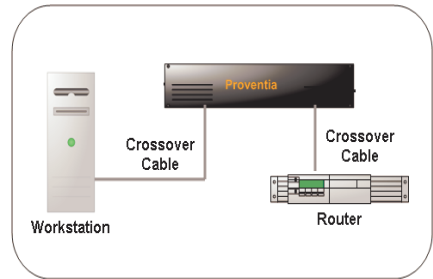 Proventia
Crossover
Cable
Crossover
Cable
Workstation
Router